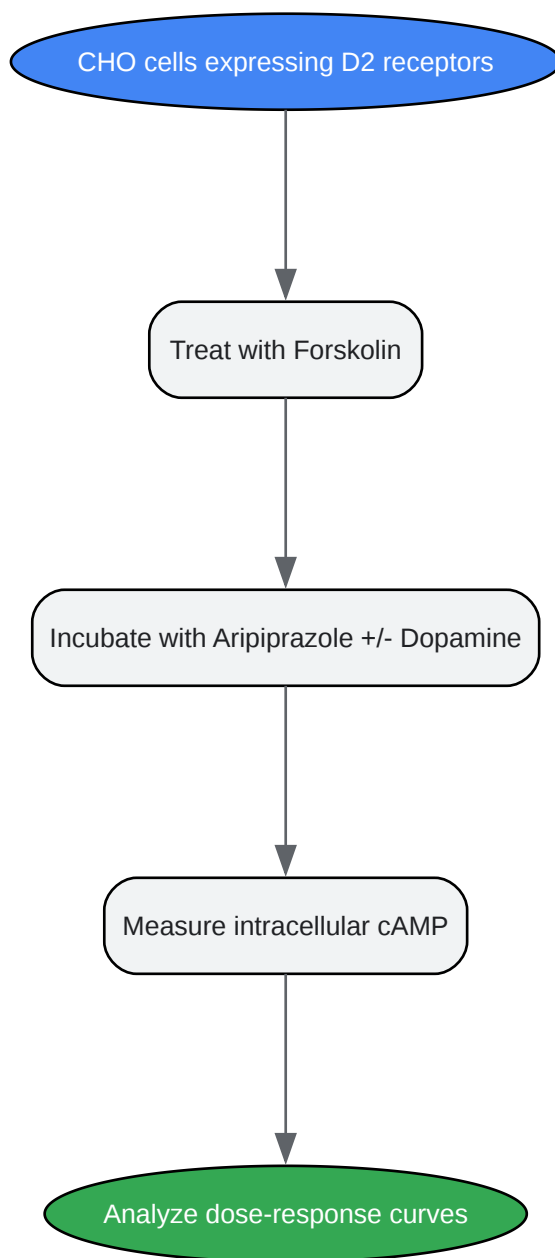 CHO cells expressing D2 receptors
Treat with Forskolin
Incubate with Aripiprazole +/- Dopamine
Measure intracellular cAMP
Analyze dose-response curves